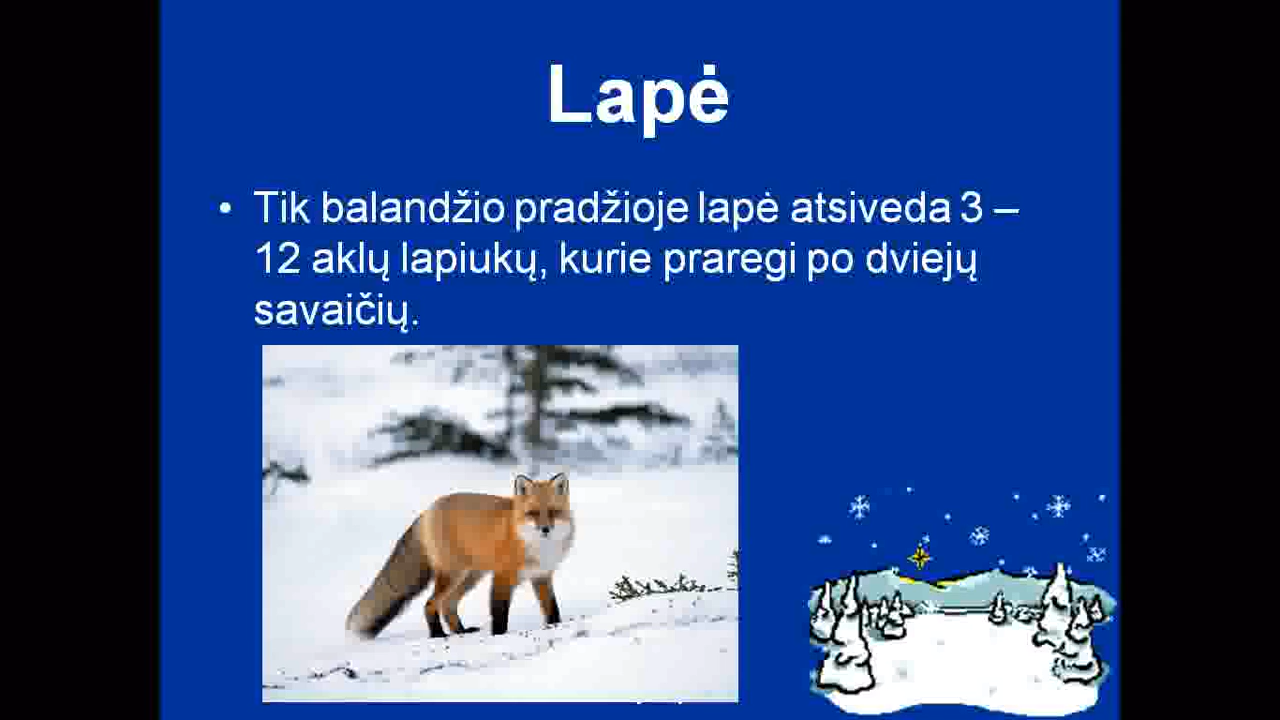 Lapė
• Tik balandžio pradžioje lapė atsiveda 3 –
12 aklų lapiukų, kurie praregi po dviejų
savaičių.